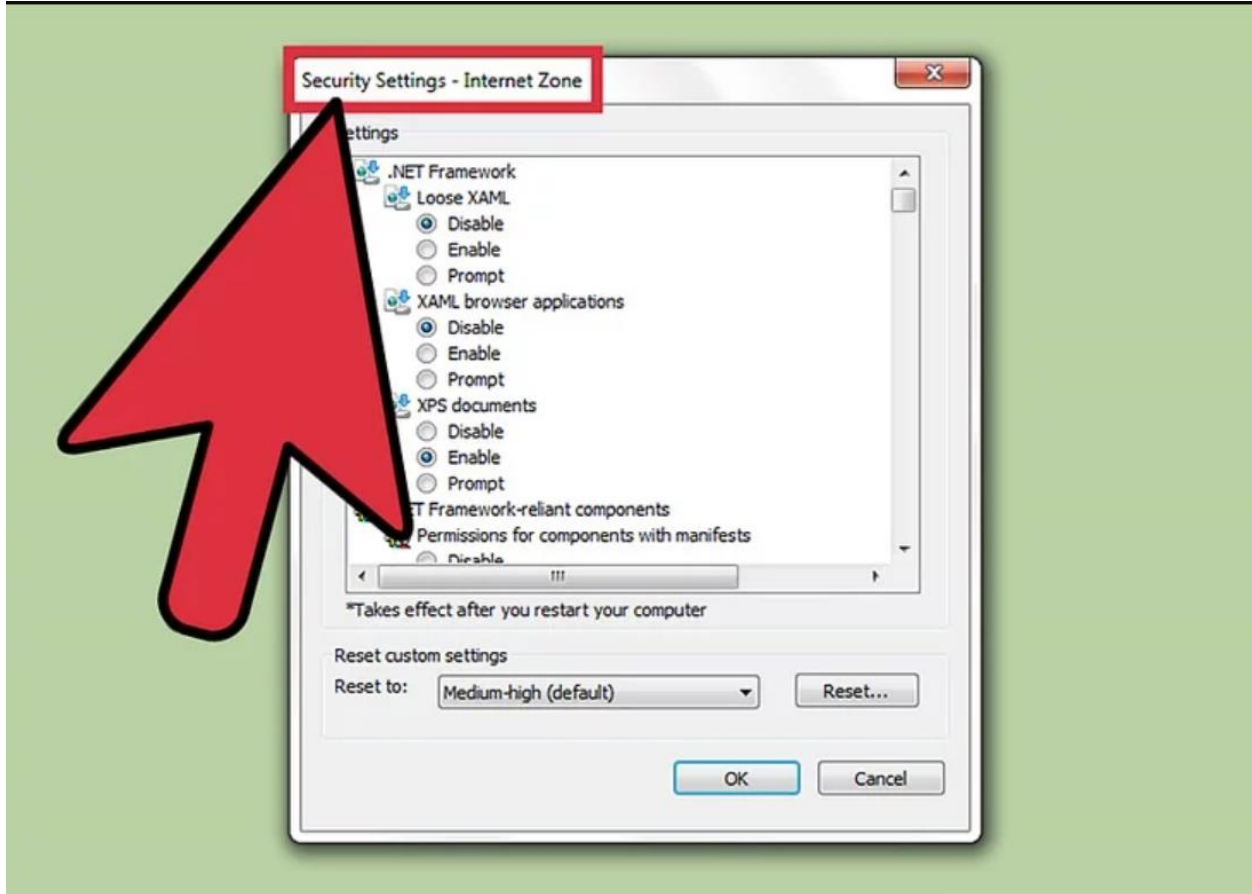 Security Settings - Internet Zone
ettings
.NET Framework
Loose XAML
Disable
Enable
Prompt
XAML browser applications
Disable
Enable
Prompt
XPS documents
Disable
Enable
Prompt
ET Framework-reliant components
Permissions for components with manifests
Disable
*Takes effect after you restart your computer
Reset custom settings
Reset to: Medium-high (default) Reset...
OK Cancel